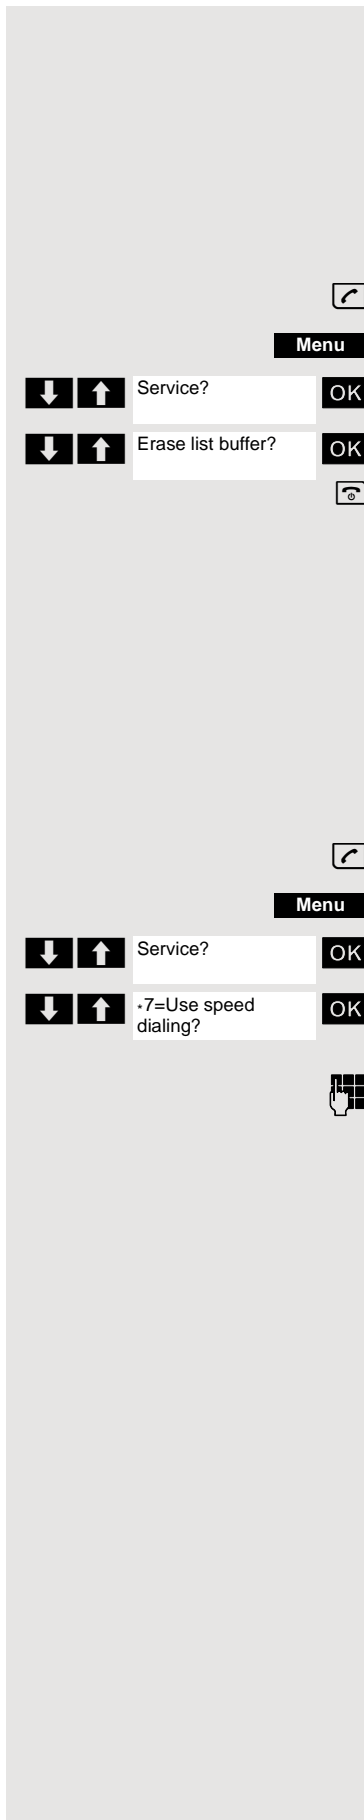 Menu
Service? OK
Erase list buffer? OK
Menu
Service? OK
*7=Use speed OK
dialing?